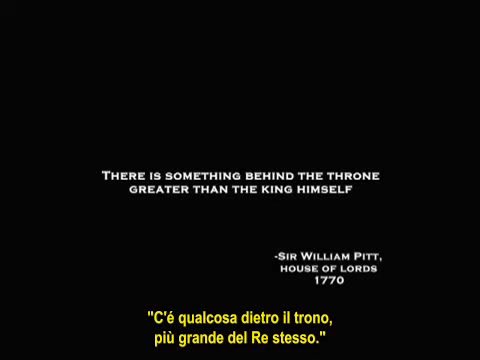 There is something behind the throne
greater than the king himself
-Sir William Pitt,
house of lords
1770
"C'é qualcosa dietro il trono,
più grande del Re stesso."